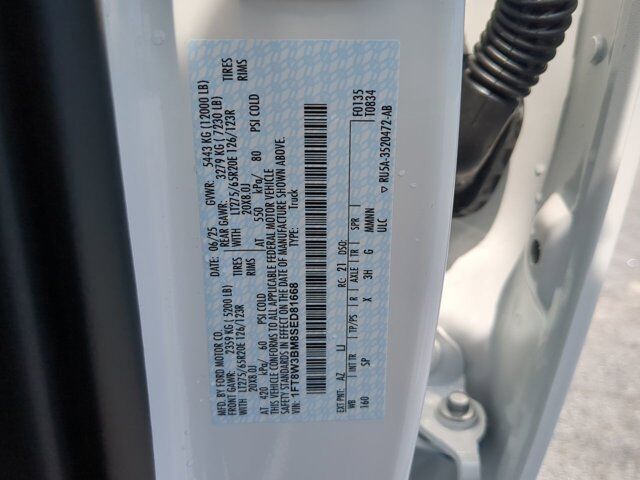 MFD. BY FORD MOTOR CO. DATE: 06/25 GVWR: 5443 KG (12000 LB)
FRONT GAWR: 2359 KG (5200 LB) REAR GAWR: 3279 KG (7230 LB)
WITH LT275/65R20E 126/123R TIRES WITH LT275/65R20E 126/123R TIRES
20X8.0J RIMS 20X8.0J RIMS
AT 420 kPa/ 60 PSI COLD AT 550 kPa/ 80 PSI COLD
THIS VEHICLE CONFORMS TO ALL APPLICABLE FEDERAL MOTOR VEHICLE
SAFETY STANDARDS IN EFFECT ON THE DATE OF MANUFACTURE SHOWN ABOVE.
VIN: 1FT8W3BM8SED81668 TYPE: Truck
F0135
T0834
EXT PNT: AZ LJ RC: 21 DSO:
WB INT TR TP/PS R AXLE TR SPR
160 SP X 3H G MMMNN
ULC ▽ RU5A-3520472-AB